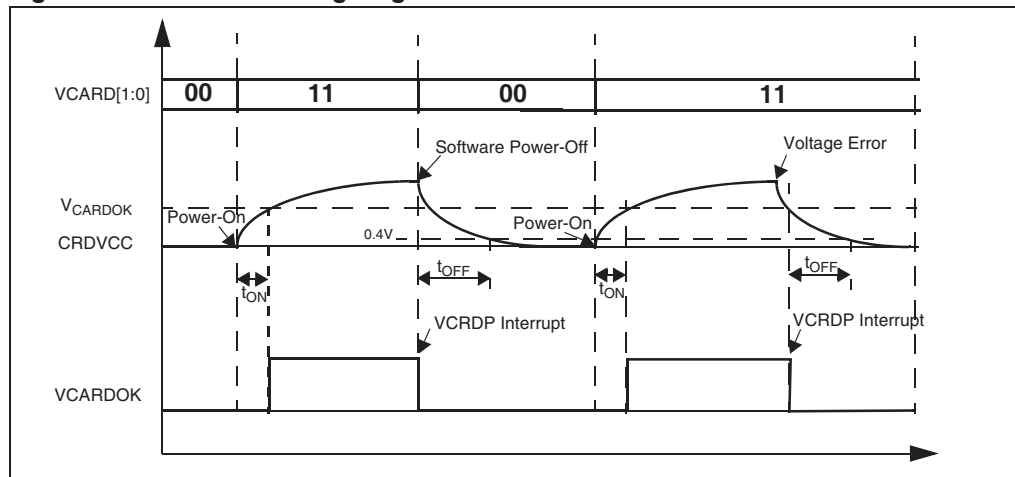 VCARD[1:0] 00 11 00 11
Software Power-Off
Voltage Error
VCARDOK
Power-On
Power-On
0.4V
CRDVCC
tON
tOFF
tON
tOFF
VCRDP Interrupt
VCRDP Interrupt
VCARDOK